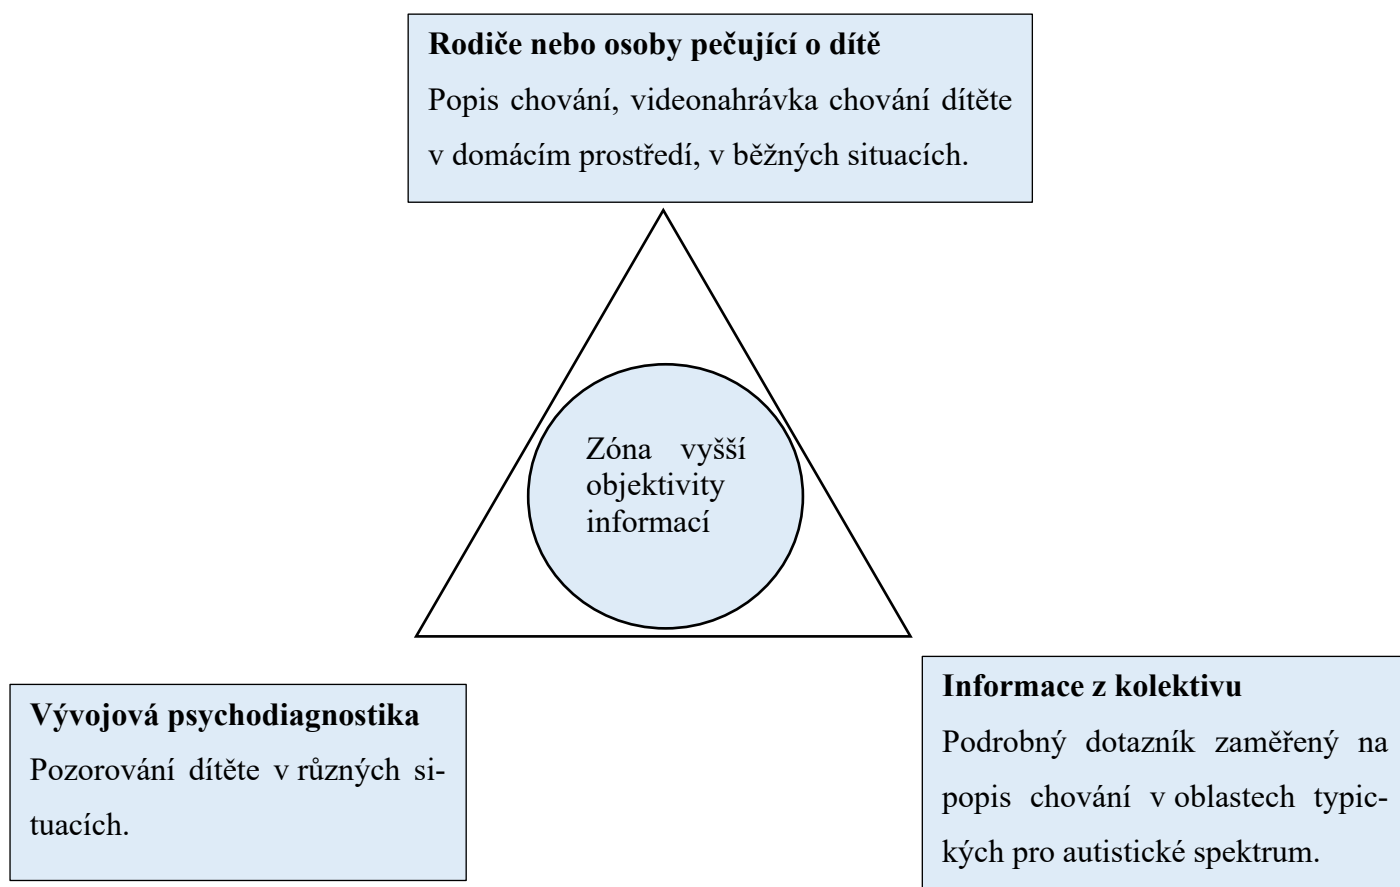 Rodiče nebo osoby pečující o dítě
Popis chování, videonahrávka chování dítěte
v domácím prostředí, v běžných situacích.
Zóna vyšší
objektivity
informací
Vývojová psychodiagnostika
Pozorování dítěte v různých si-
tuacích.
Informace z kolektivu
Podrobný dotazník zaměřený na
popis chování v oblastech typic-
kých pro autistické spektrum.